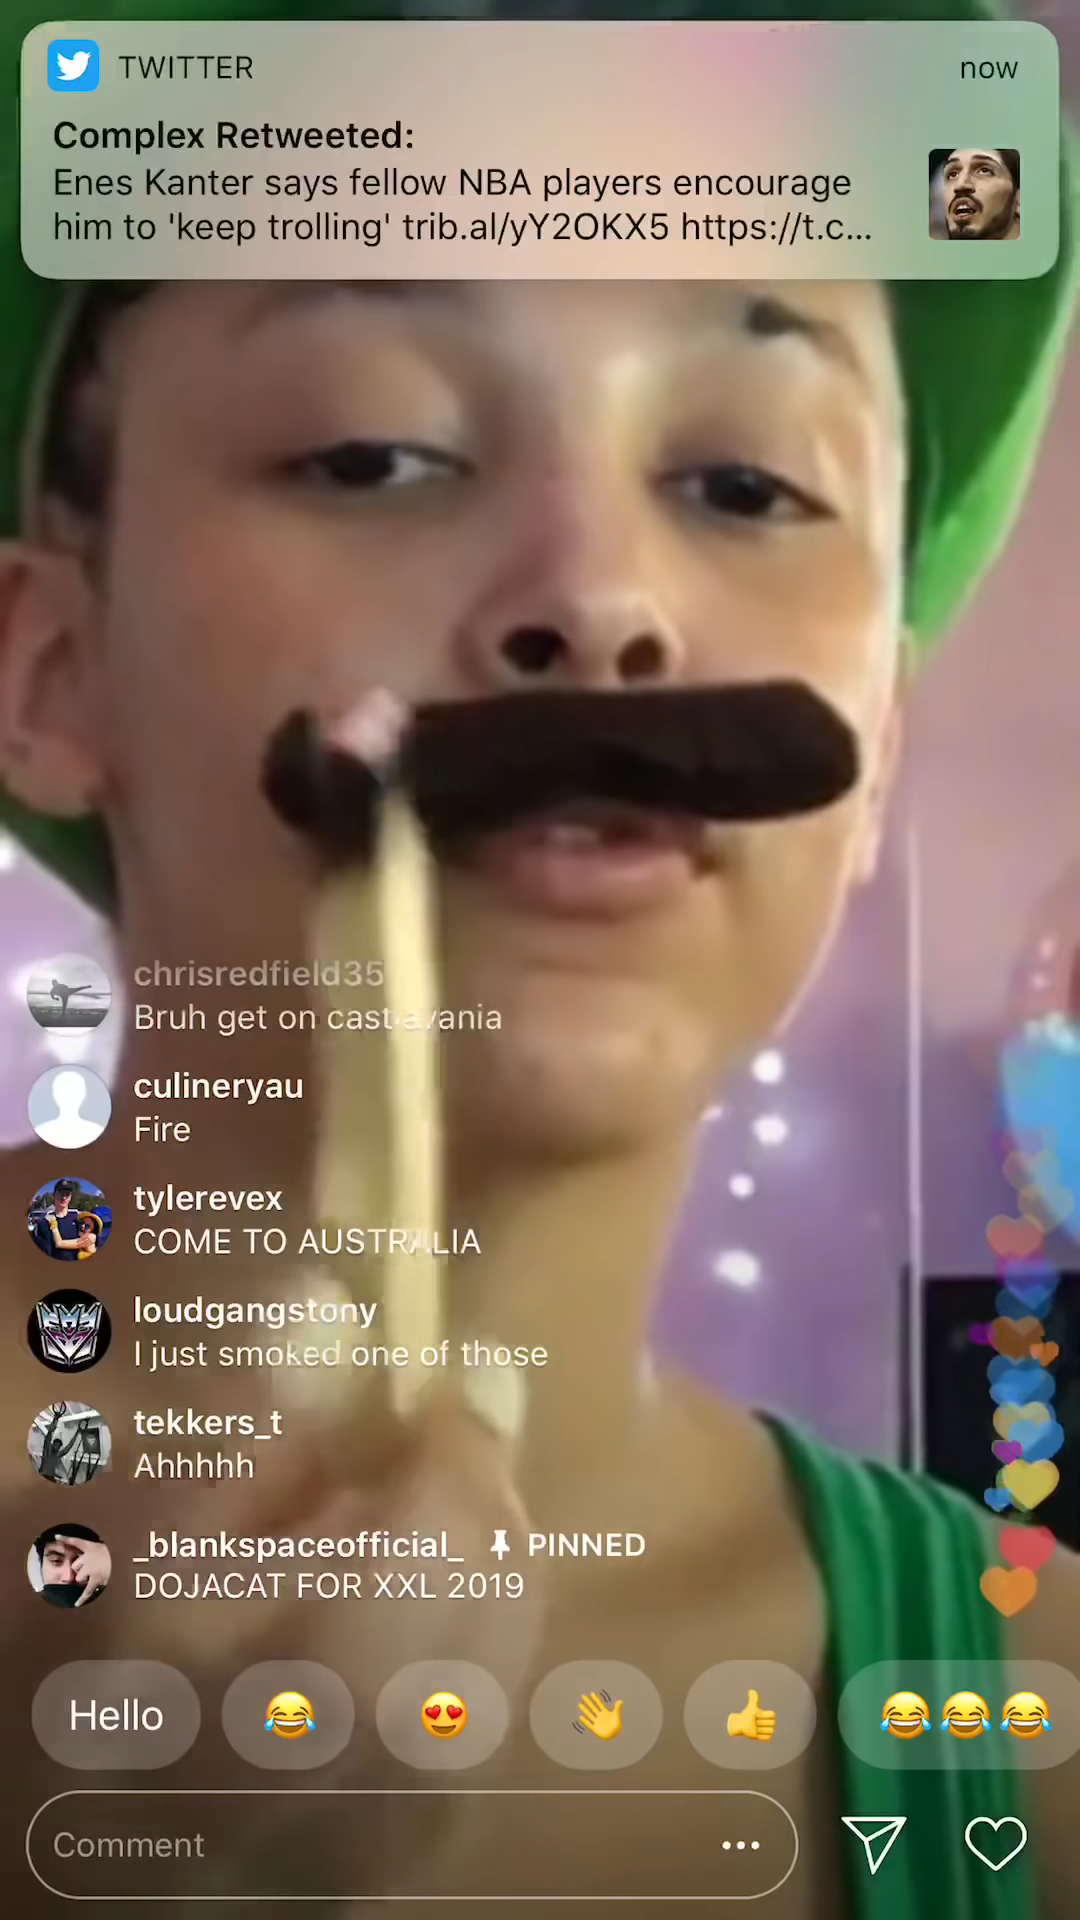 TWITTER
now
Complex Retweeted:
Enes Kanter says fellow NBA players encourage
him to 'keep trolling' trib.al/yY2OKX5 https://t.c...
chrisredfield35
Bruh get on castlavania
culineryau
Fire
tylerevex
COME TO AUSTRALIA
loudgangstony
I just smoked one of those
tekkers_t
Ahhhhh
_blankspaceofficial_ PINNED
DOJACAT FOR XXL 2019
Hello
Comment